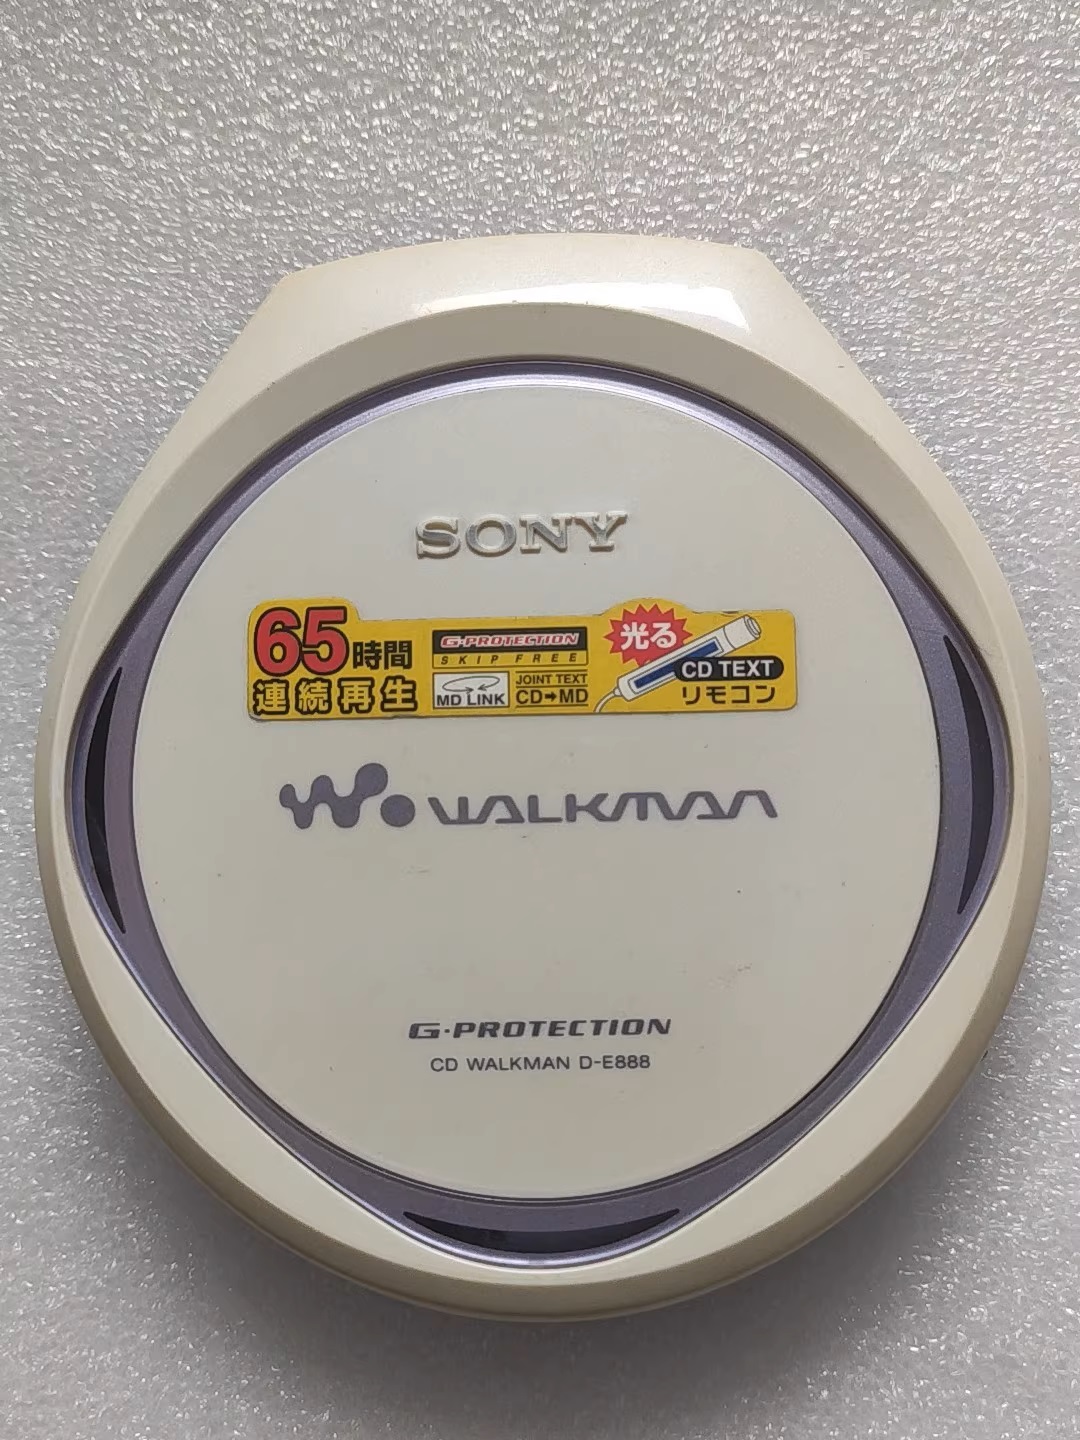 SONY
65時間
連続再生
G-PROTECTION
SKIP FREE
MD LINK
JOINT TEXT
CD→MD
光る
CD TEXT
リモコン
WALKMAN
G-PROTECTION
CD WALKMAN D-E888